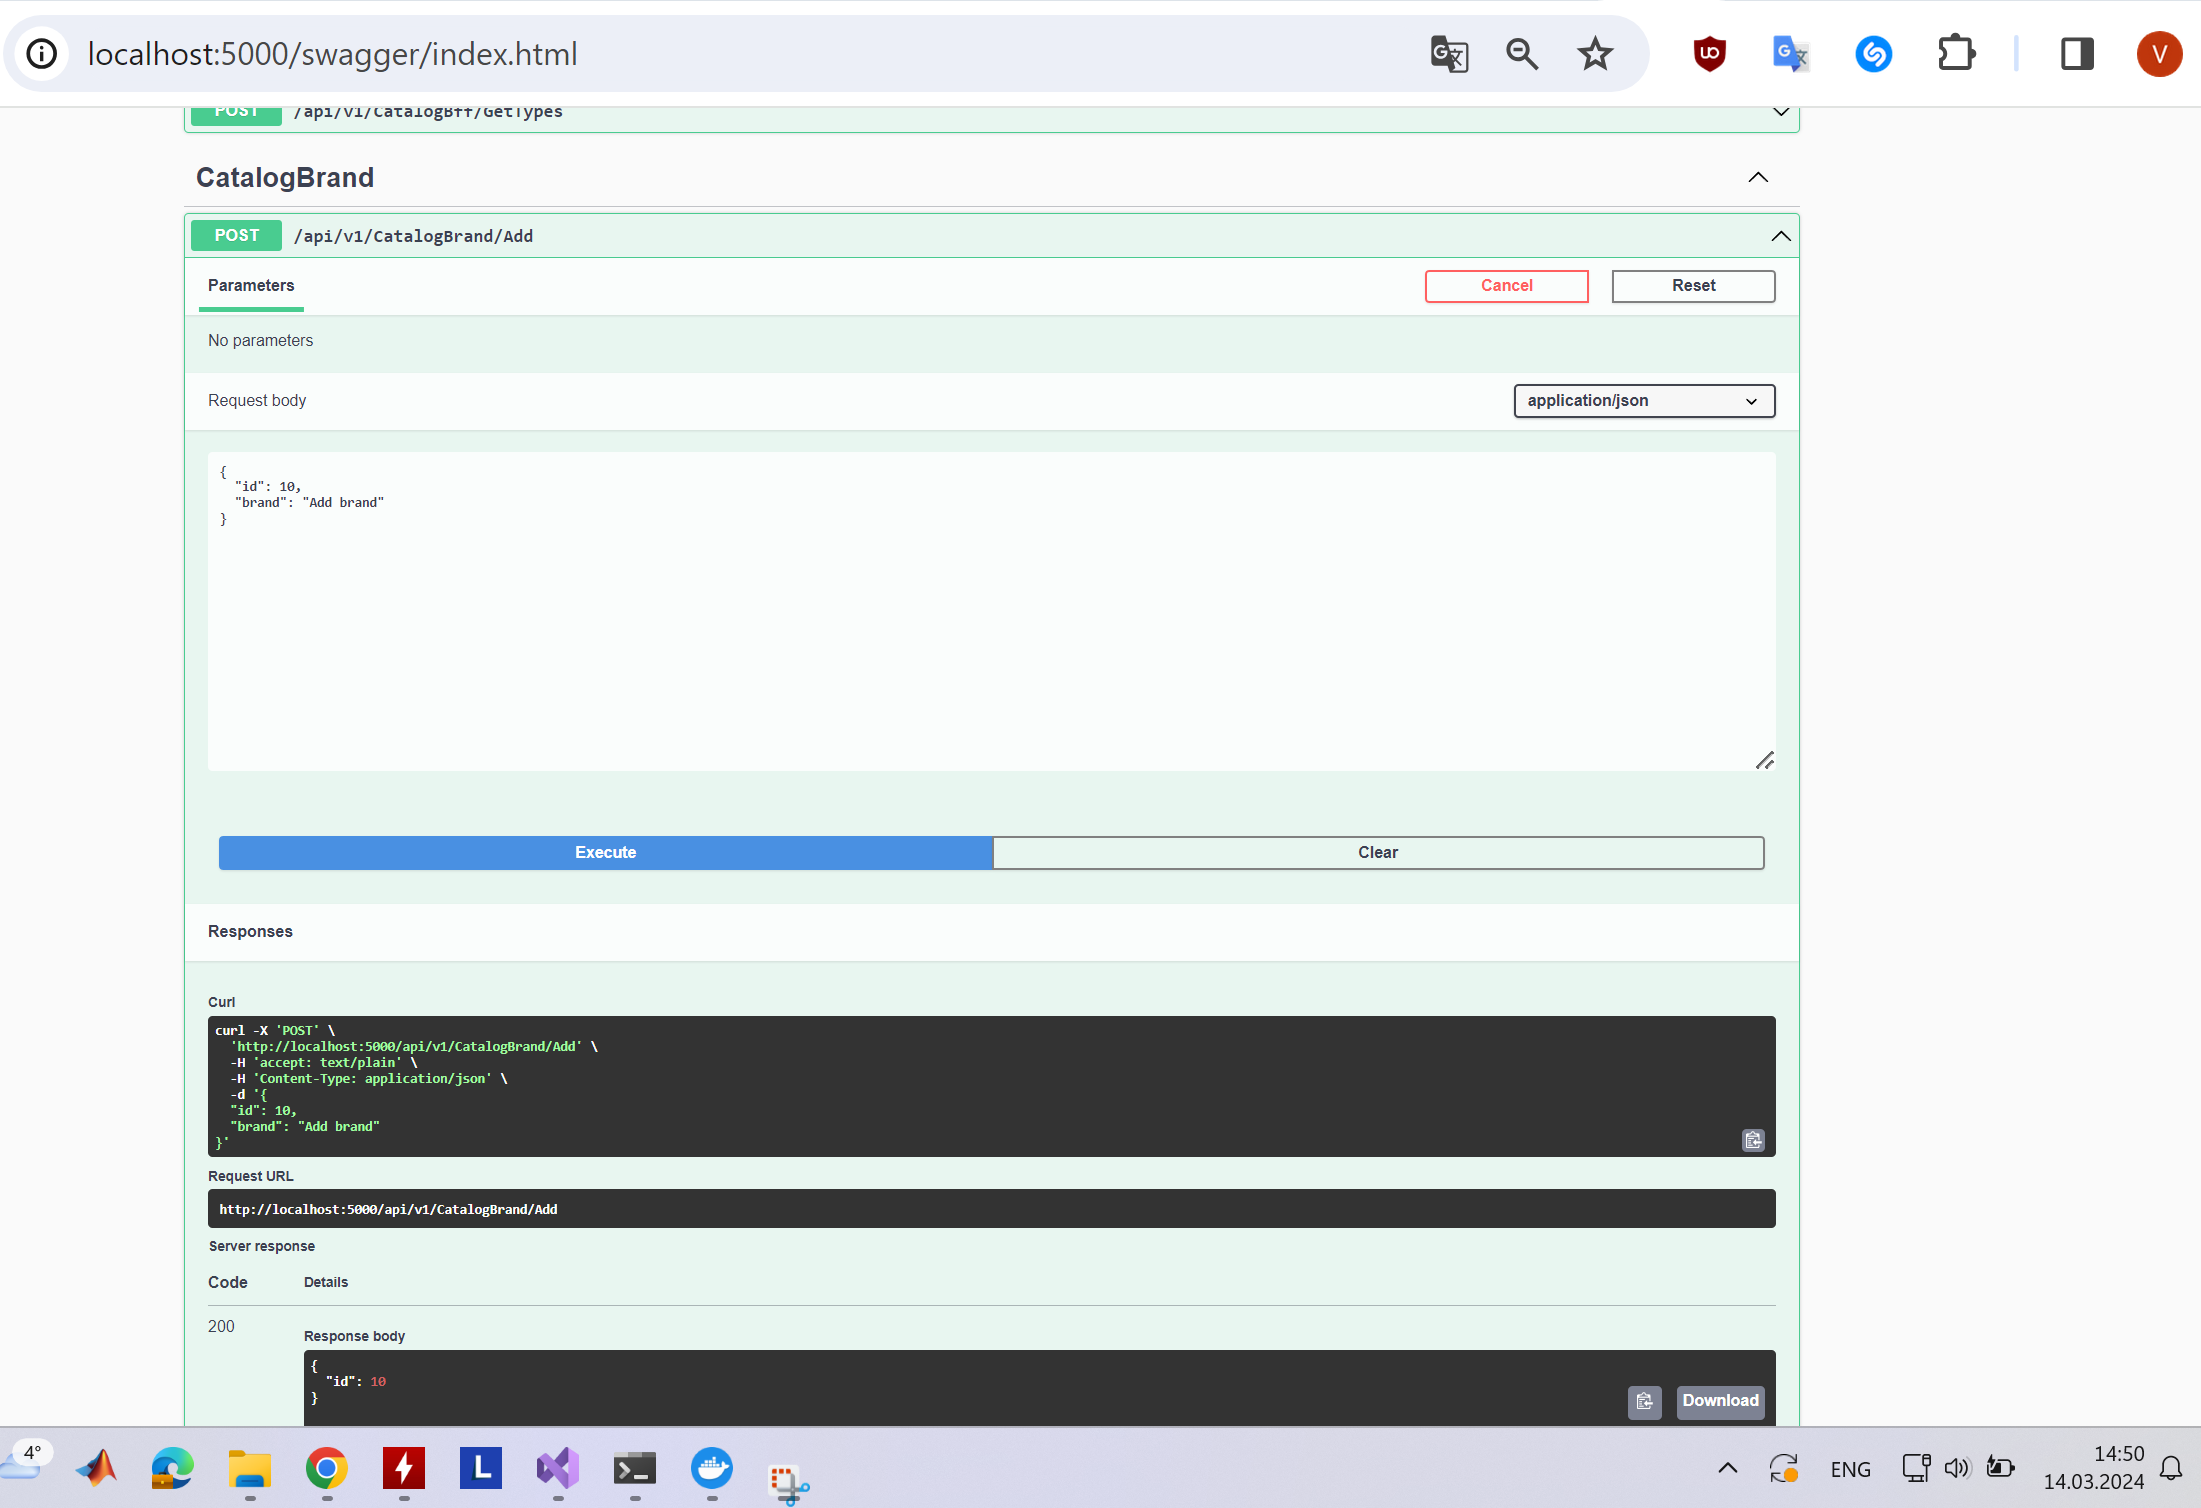 localhost:5000/swagger/index.html
V
POST /api/v1/CatalogBff/GetTypes
CatalogBrand
POST /api/v1/CatalogBrand/Add
Parameters
Cancel
Reset
No parameters
Request body
application/json
{
"id": 10,
"brand": "Add brand"
}
Execute
Clear
Responses
Curl
curl -X 'POST' \
'http://localhost:5000/api/v1/CatalogBrand/Add' \
-H 'accept: text/plain' \
-H 'Content-Type: application/json' \
-d '{
"id": 10,
"brand": "Add brand"
}'
Request URL
http://localhost:5000/api/v1/CatalogBrand/Add
Server response
Code Details
200
Response body
{
"id": 10
}
Download
4°
L
ENG
14:50
14.03.2024